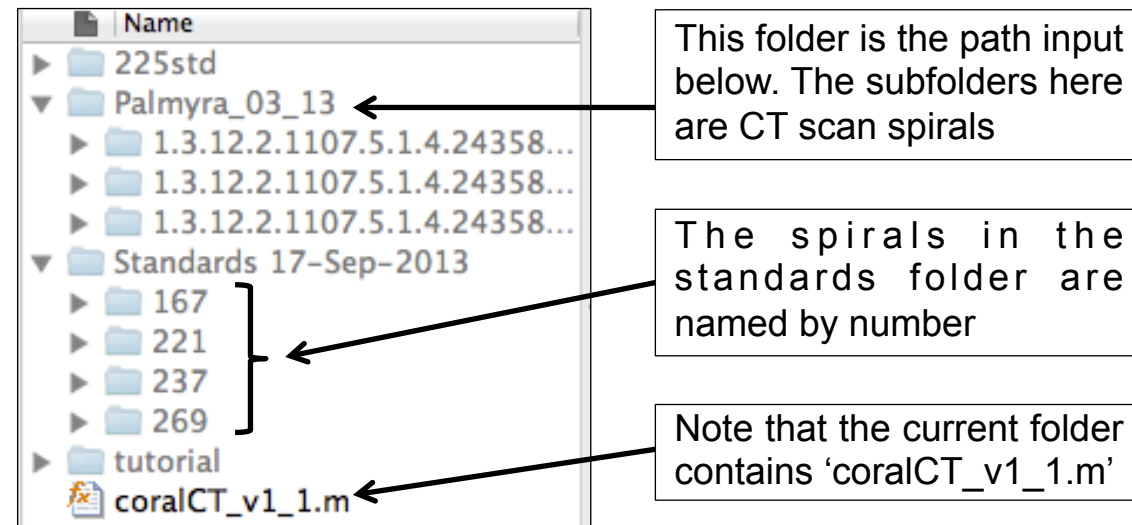 Name
225std
Palmyra_03_13
1.3.12.2.1107.5.1.4.24358...
1.3.12.2.1107.5.1.4.24358...
1.3.12.2.1107.5.1.4.24358...
Standards 17-Sep-2013
167
221
237
269
tutorial
coralCT_v1_1.m
This folder is the path input
below. The subfolders here
are CT scan spirals
The spirals in the
standards folder are
named by number
Note that the current folder
contains ‘coralCT_v1_1.m’